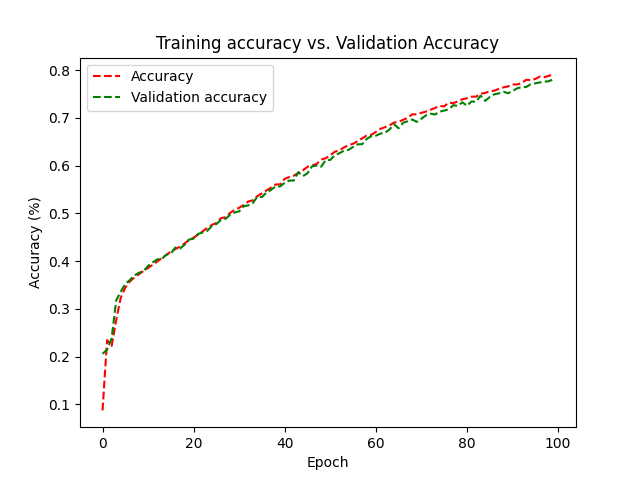 Training accuracy vs. Validation Accuracy
Accuracy
Validation accuracy
Accuracy (%)
0.8
0.7
0.6
0.5
0.4
0.3
0.2
0.1
0 20 40 60 80 100
Epoch